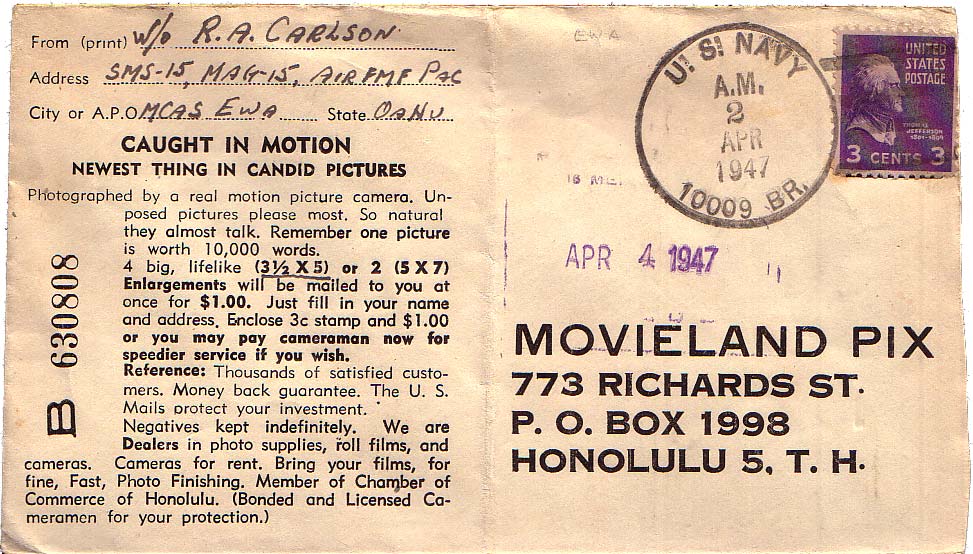 From (print) W/O R.A. CARLSON
Address SMS-15, MAG-15, AIR FMF PAC
City or A.P.O. MCAS EWA State OAHU
CAUGHT IN MOTION
NEWEST THING IN CANDID PICTURES
Photographed by a real motion picture camera. Un-
posed pictures please most. So natural
they almost talk. Remember one picture
is worth 10,000 words.
4 big, lifelike (3½ X 5) or 2 (5 X 7)
Enlargements will be mailed to you at
once for $1.00. Just fill in your name
and address. Enclose 3c stamp and $1.00
or you may pay cameraman now for
speedier service if you wish.
Reference: Thousands of satisfied custo-
mers. Money back guarantee. The U. S.
Mails protect your investment.
Negatives kept indefinitely. We are
Dealers in photo supplies, roll films, and
cameras. Cameras for rent. Bring your films, for
fine, Fast, Photo Finishing. Member of Chamber of
Commerce of Honolulu. (Bonded and Licensed Ca-
meramen for your protection.)
B 630808
EWA
U. S. NAVY
A.M.
2
APR
1947
10009 BR.
UNITED
STATES
POSTAGE
THOMAS
JEFFERSON
1801-1809
3 CENTS 3
APR 4 1947
MOVIELAND PIX
773 RICHARDS ST.
P. O. BOX 1998
HONOLULU 5, T. H.